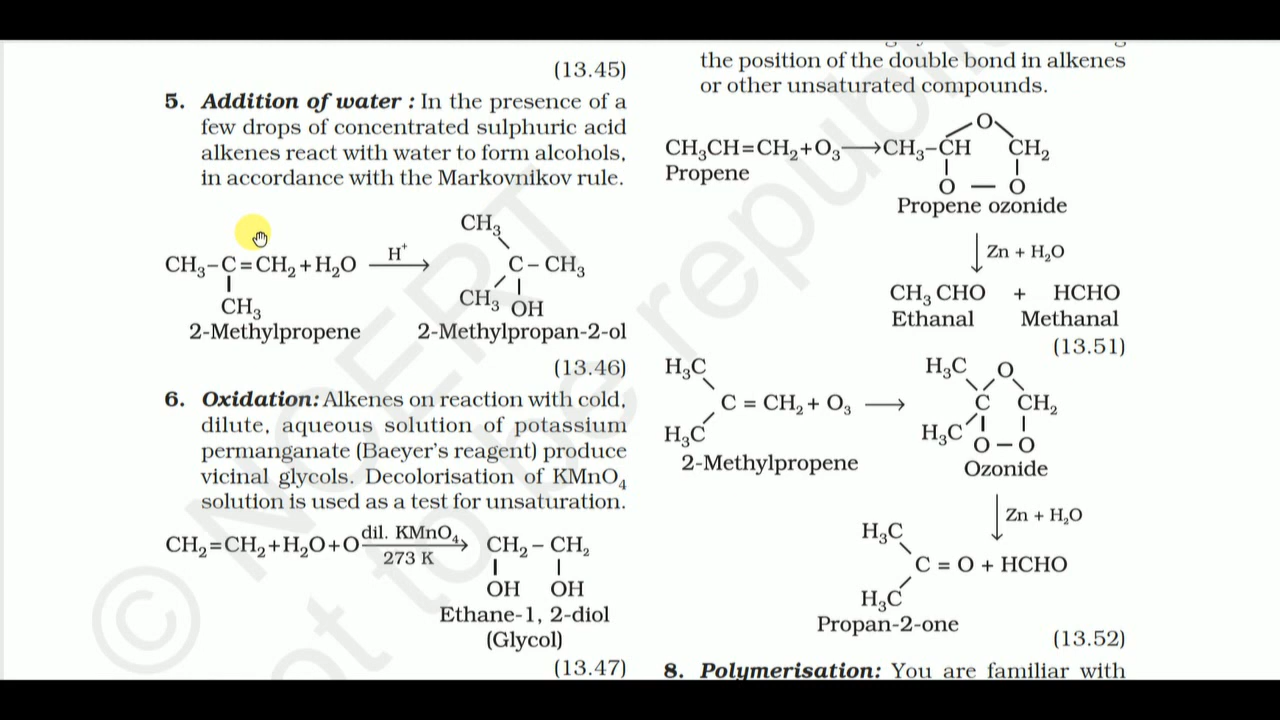 (13.45)
5. Addition of water : In the presence of a
few drops of concentrated sulphuric acid
alkenes react with water to form alcohols,
in accordance with the Markovnikov rule.
CH3
CH3–C=CH2+H2O H+ ⟶ C – CH3
CH3 CH3 OH
2-Methylpropene 2-Methylpropan-2-ol
(13.46)
6. Oxidation: Alkenes on reaction with cold,
dilute, aqueous solution of potassium
permanganate (Baeyer's reagent) produce
vicinal glycols. Decolorisation of KMnO4
solution is used as a test for unsaturation.
CH2=CH2+H2O+O dil. KMnO4 ⟶ 273 K CH2 – CH2
OH OH
Ethane-1, 2-diol
(Glycol)
(13.47)
the position of the double bond in alkenes
or other unsaturated compounds.
O
CH3CH=CH2+O3⟶CH3–CH CH2
Propene O — O
Propene ozonide
Zn + H2O
CH3 CHO + HCHO
Ethanal Methanal
(13.51)
H3C H3C O
C = CH2 + O3 ⟶ C CH2
H3C H3C O – O
2-Methylpropene Ozonide
Zn + H2O
H3C
C = O + HCHO
H3C
Propan-2-one
(13.52)
8. Polymerisation: You are familiar with
© NCERT
not to be republi